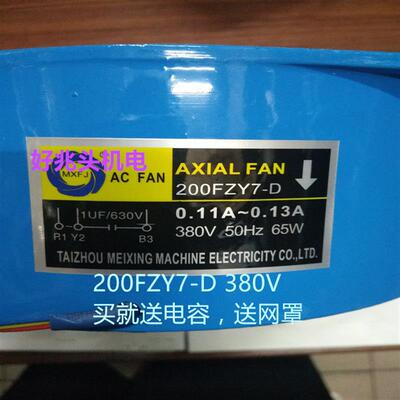 好兆头机电
MXFJ
AC FAN
AXIAL FAN
200FZY7-D
1UF/630V
R1 Y2 B3
0.11A~0.13A
380V 50Hz 65W
TAIZHOU MEIXING MACHINE ELECTRICITY CO.,LTD.
200FZY7-D 380V
买就送电容，送网罩